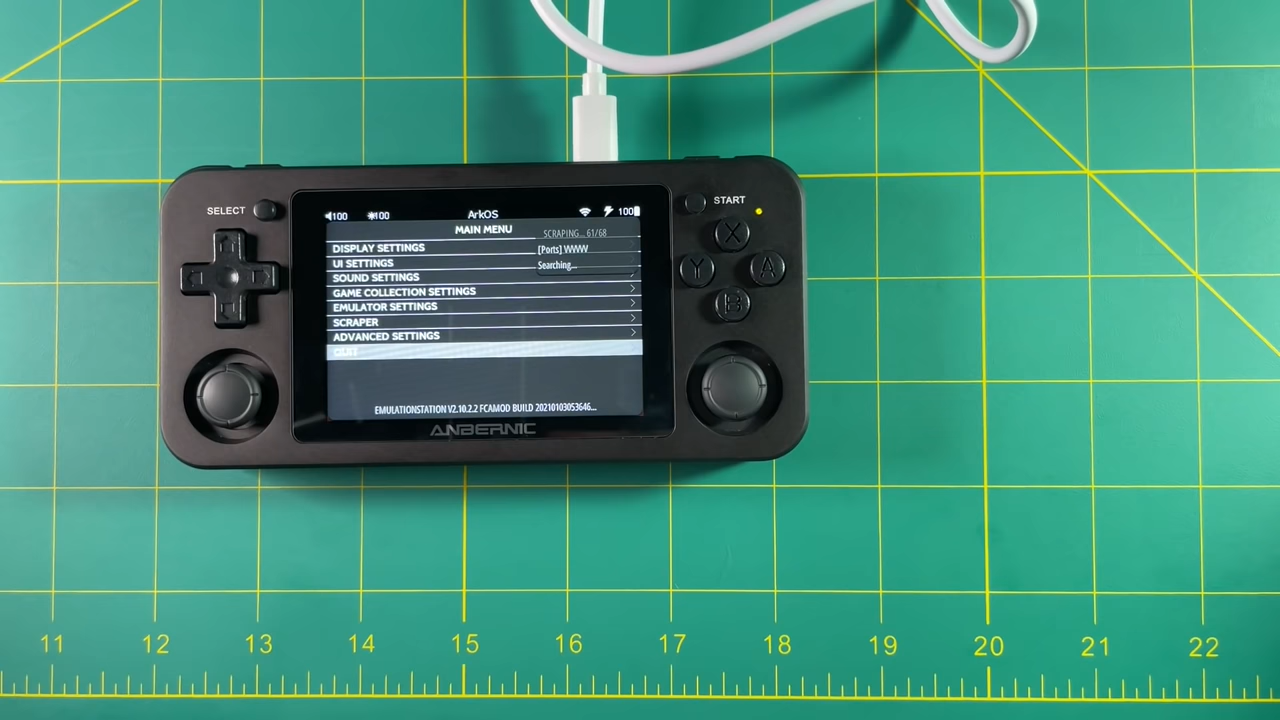 SELECT
START
100 100 ArkOS 100
MAIN MENU
SCRAPING... 61/68
[Ports] WWW
Searching...
DISPLAY SETTINGS
UI SETTINGS
SOUND SETTINGS
GAME COLLECTION SETTINGS
EMULATOR SETTINGS
SCRAPER
ADVANCED SETTINGS
QUIT
EMULATIONSTATION V2.10.2.2 FCAMOD BUILD 20210103053646...
ANBERNIC
X
Y A
B
11 12 13 14 15 16 17 18 19 20 21 22